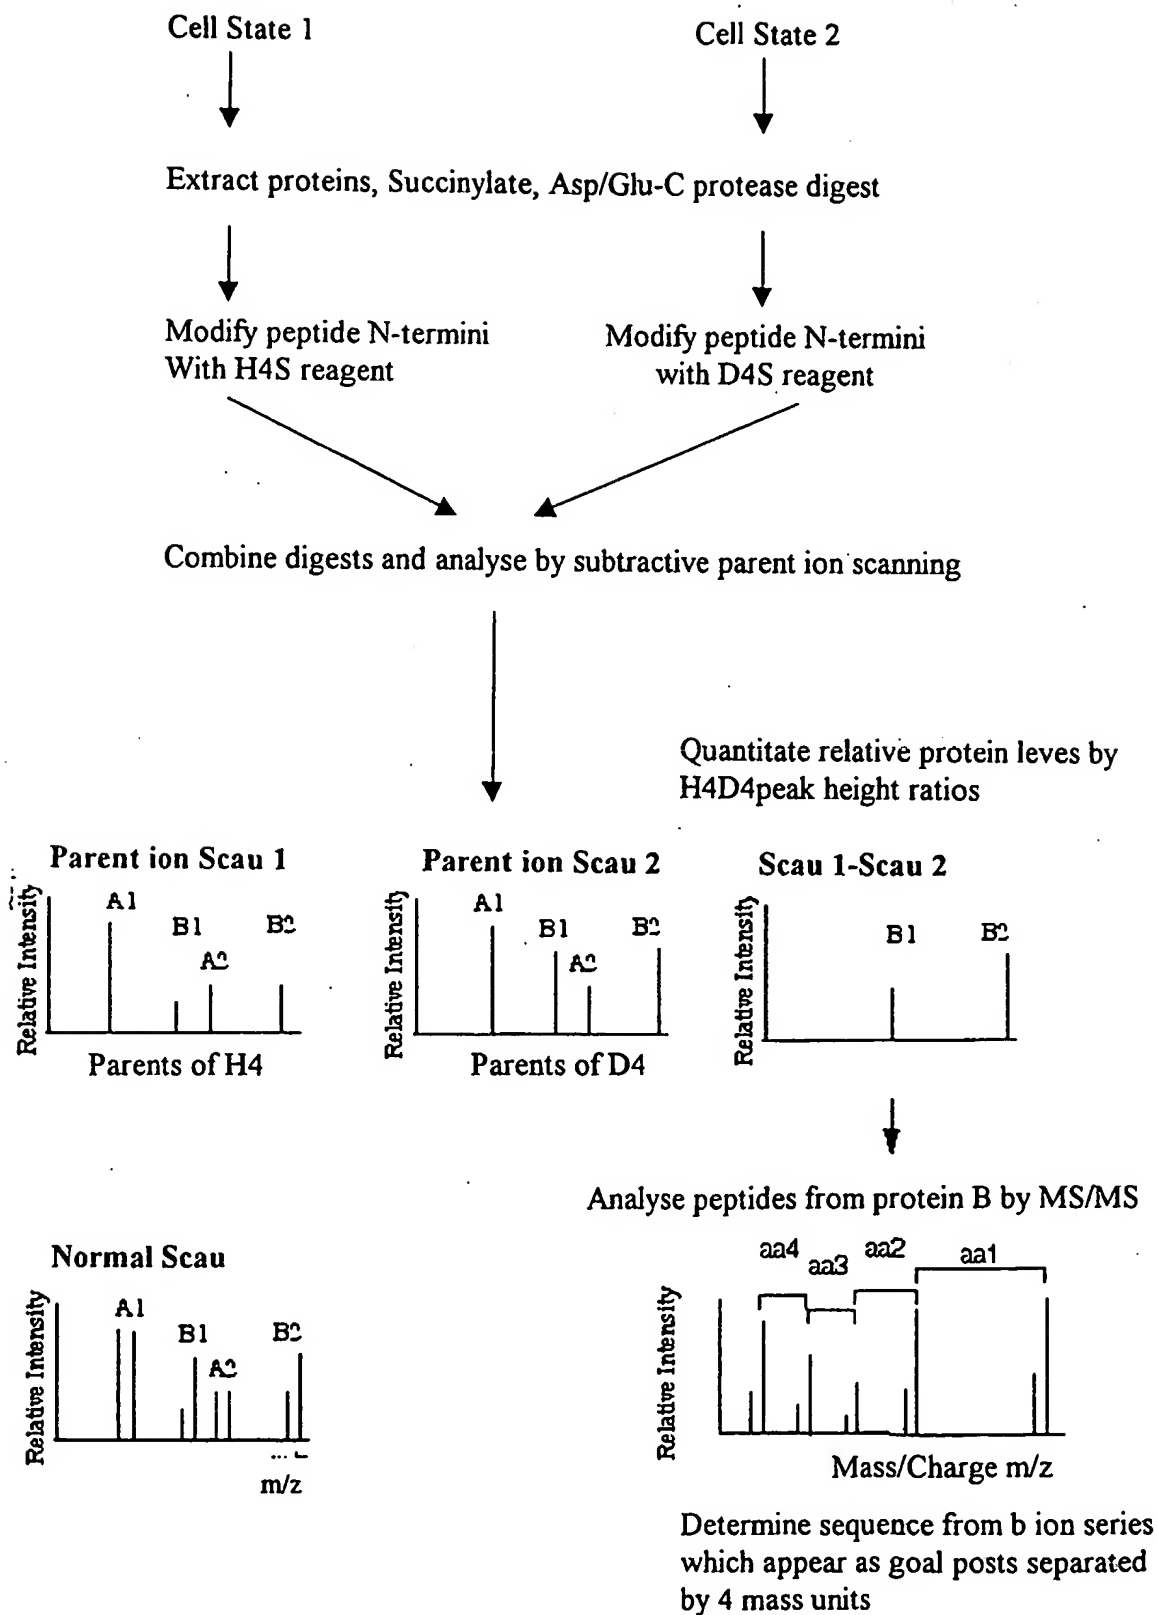 Cell State 1
Cell State 2
Extract proteins, Succinylate, Asp/Glu-C protease digest
Modify peptide N-termini
With H4S reagent
Modify peptide N-termini
with D4S reagent
Combine digests and analyse by subtractive parent ion scanning
Quantitate relative protein leves by
H4D4peak height ratios
Parent ion Scau 1
Relative Intensity
A1
B1
A2
B2
Parents of H4
Parent ion Scau 2
Relative Intensity
A1
B1
A2
B2
Parents of D4
Scau 1-Scau 2
Relative Intensity
B1
B2
Analyse peptides from protein B by MS/MS
Normal Scau
Relative Intensity
A1
B1
A2
B2
m/z
aa4
aa3
aa2
aa1
Relative Intensity
Mass/Charge m/z
Determine sequence from b ion series
which appear as goal posts separated
by 4 mass units